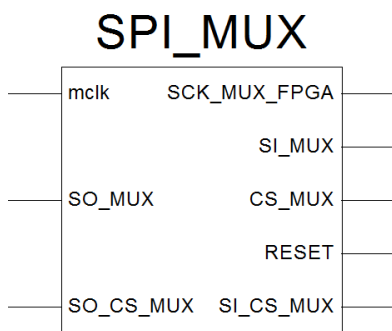 SPI_MUX
mclk SCK_MUX_FPGA
SI_MUX
SO_MUX CS_MUX
RESET
SO_CS_MUX SI_CS_MUX